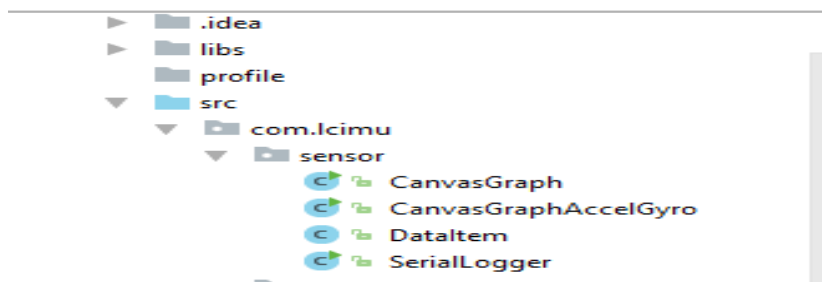 .idea
libs
profile
src
com.lcimu
sensor
CanvasGraph
CanvasGraphAccelGyro
DataItem
SerialLogger